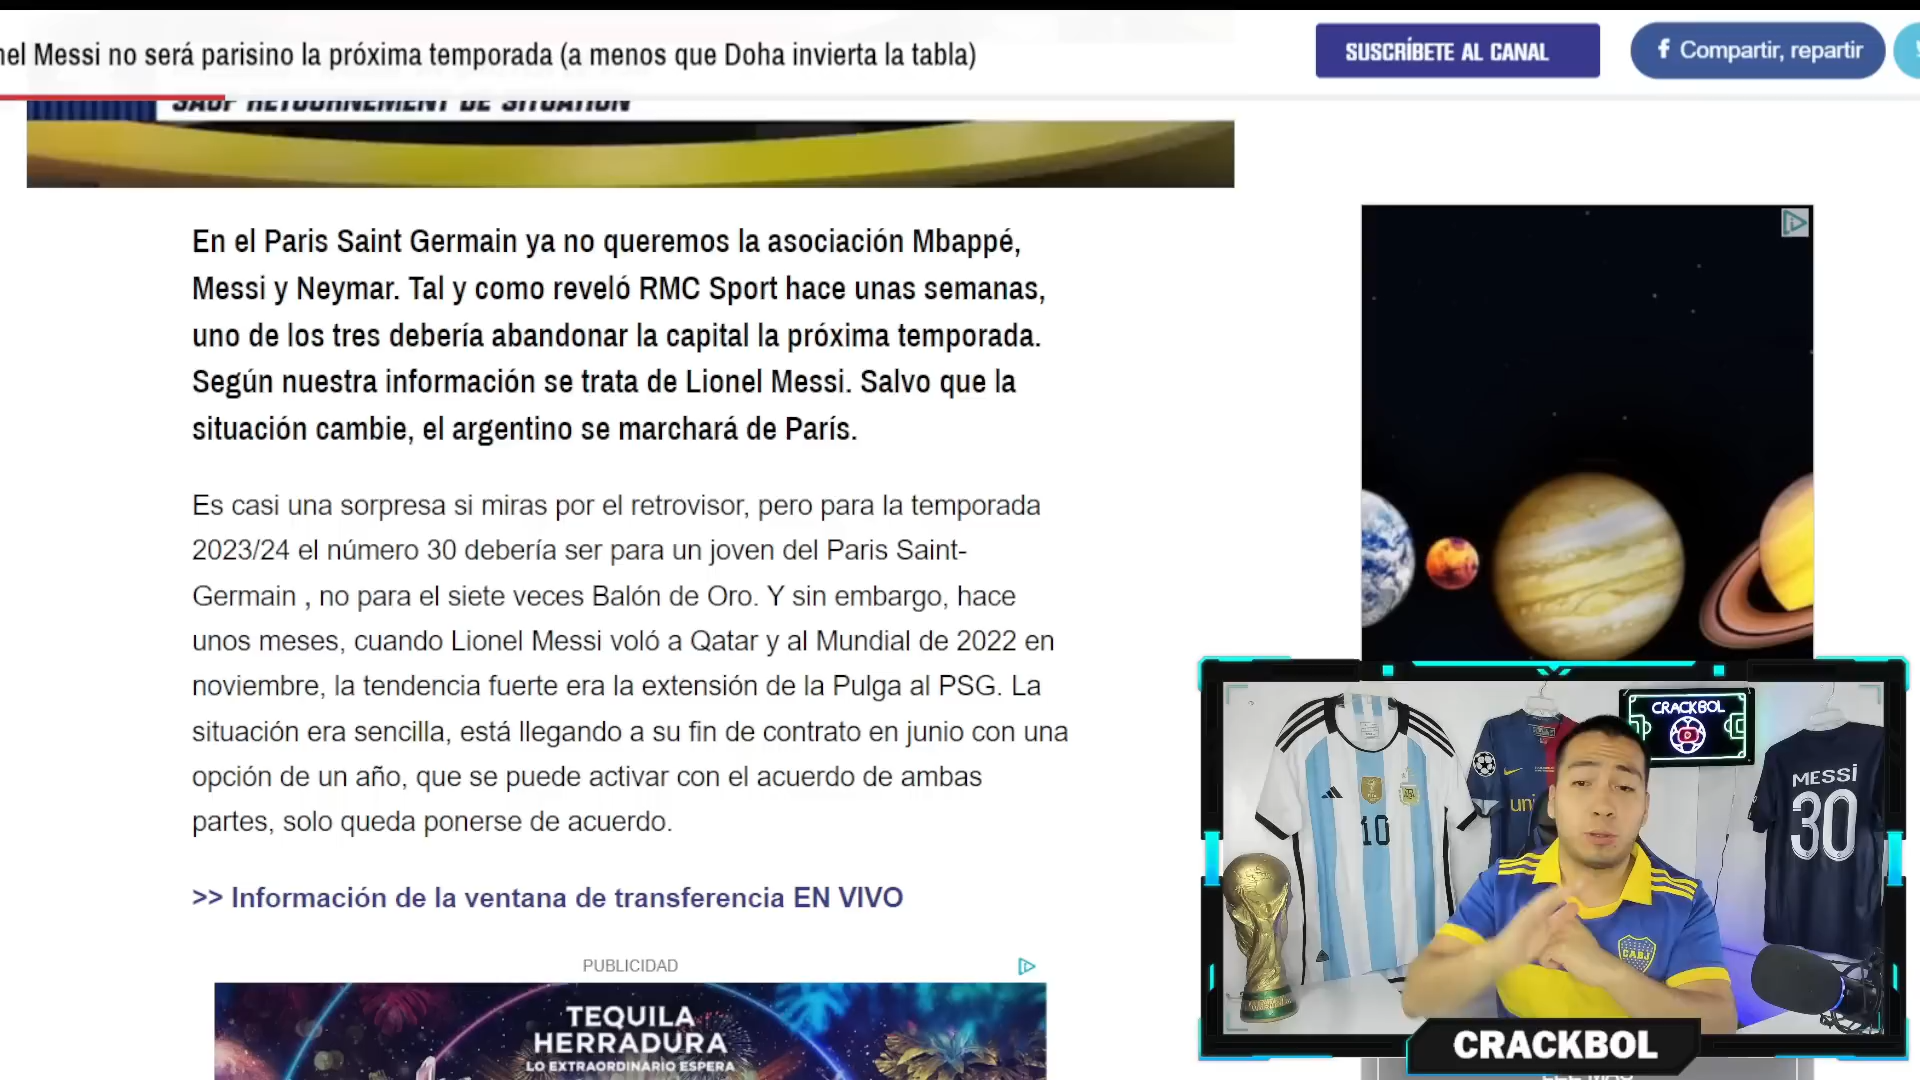 nel Messi no será parisino la próxima temporada (a menos que Doha invierta la tabla)
SUSCRÍBETE AL CANAL
f Compartir, repartir
SAUF RETOURNEMENT DE SITUATION
En el Paris Saint Germain ya no queremos la asociación Mbappé,
Messi y Neymar. Tal y como reveló RMC Sport hace unas semanas,
uno de los tres debería abandonar la capital la próxima temporada.
Según nuestra información se trata de Lionel Messi. Salvo que la
situación cambie, el argentino se marchará de París.
Es casi una sorpresa si miras por el retrovisor, pero para la temporada
2023/24 el número 30 debería ser para un joven del Paris Saint-
Germain , no para el siete veces Balón de Oro. Y sin embargo, hace
unos meses, cuando Lionel Messi voló a Qatar y al Mundial de 2022 en
noviembre, la tendencia fuerte era la extensión de la Pulga al PSG. La
situación era sencilla, está llegando a su fin de contrato en junio con una
opción de un año, que se puede activar con el acuerdo de ambas
partes, solo queda ponerse de acuerdo.
>> Información de la ventana de transferencia EN VIVO
PUBLICIDAD
TEQUILA
HERRADURA
LO EXTRAORDINARIO ESPERA
CRACKBOL
MESSI
30
10
uni
CABJ
CRACKBOL
LEE MÁS